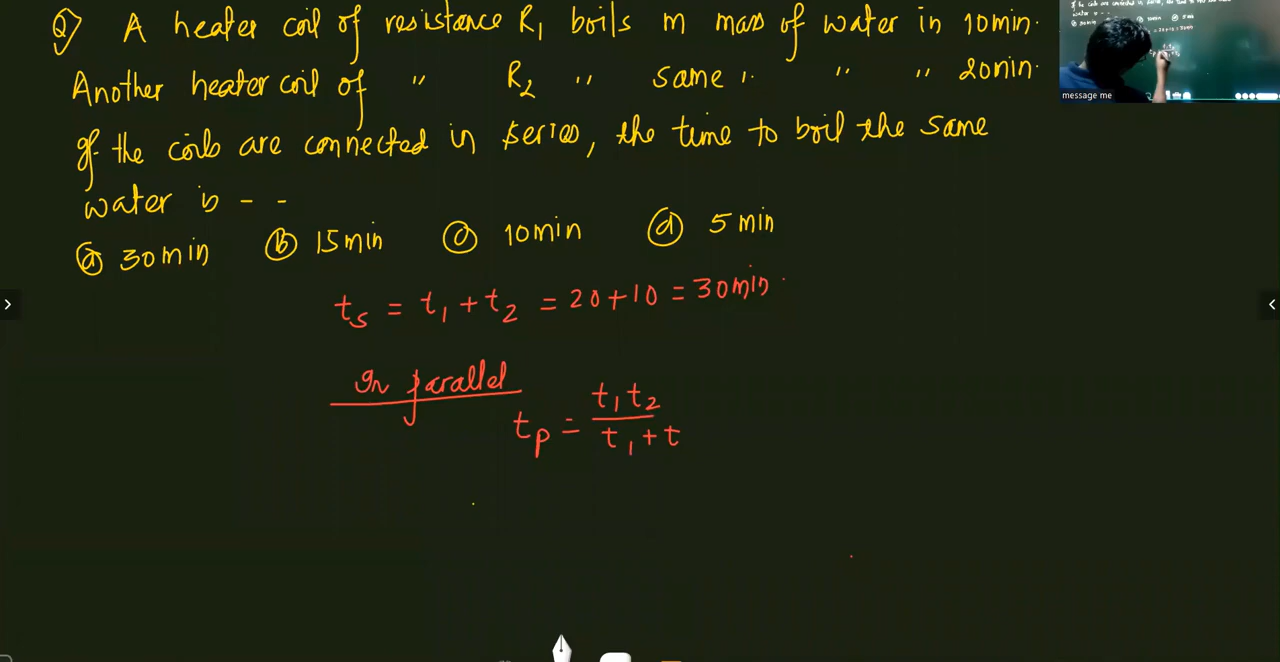 Q) A heater coil of resistance R₁ boils m mass of water in 10min.
Another heater coil of " R₂ " same " " " 20min.
If the coils are connected in series, the time to boil the same
water is - -
ⓐ 30min ⓑ 15min ⓒ 10min ⓓ 5min
tₛ = t₁ + t₂ = 20+10 = 30min.
In parallel
tₚ = t₁t₂ / t₁+t
message me